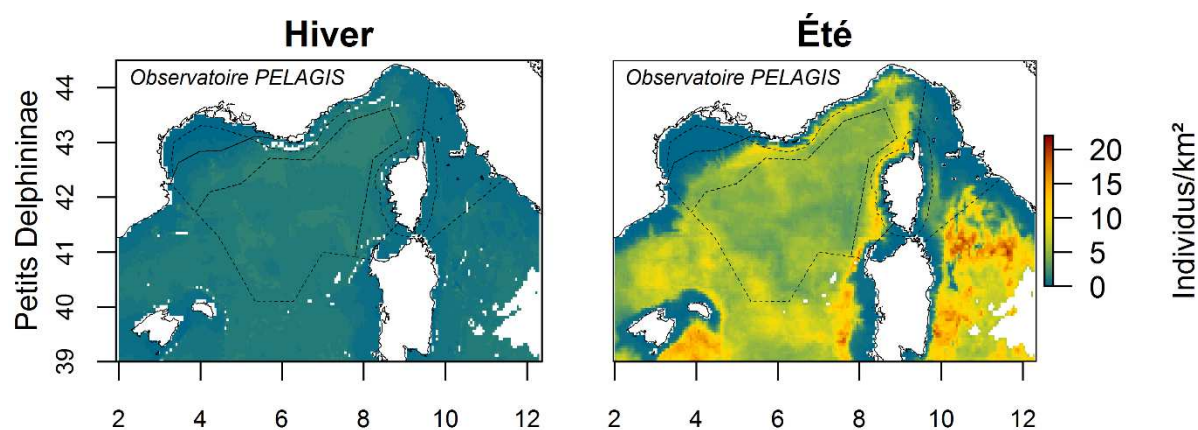 Hiver
Été
Observatoire PELAGIS
Observatoire PELAGIS
Petits Delphininae
44
43
42
41
40
39
2 4 6 8 10 12
2 4 6 8 10 12
20
15
10
5
0
Individus/km²